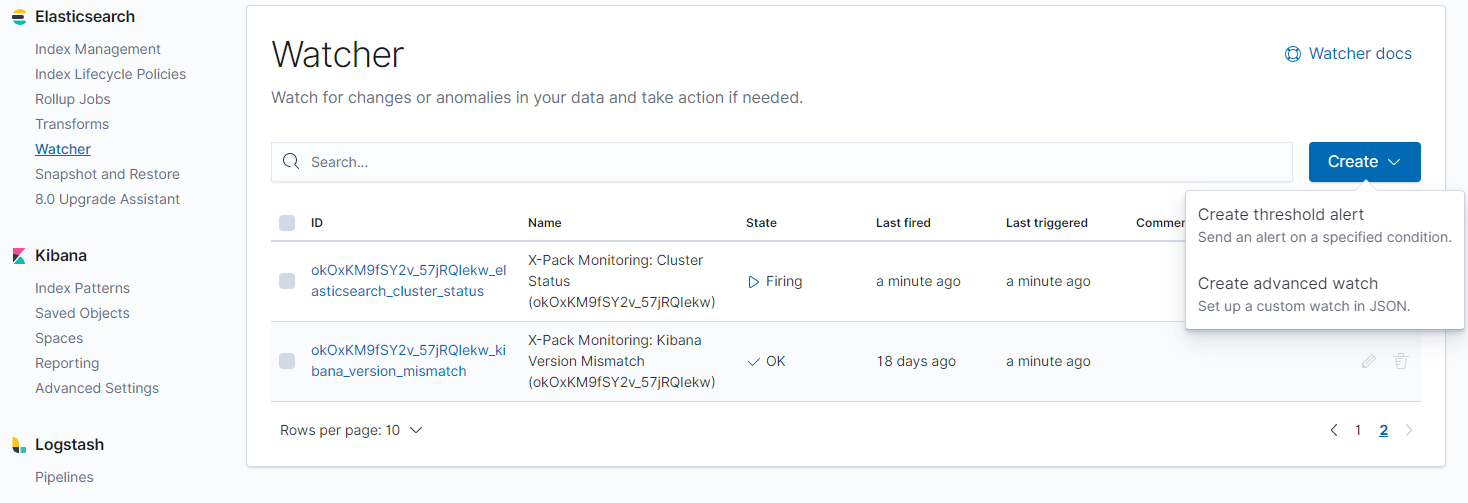 Elasticsearch
Index Management
Index Lifecycle Policies
Rollup Jobs
Transforms
Watcher
Snapshot and Restore
8.0 Upgrade Assistant
Kibana
Index Patterns
Saved Objects
Spaces
Reporting
Advanced Settings
Logstash
Pipelines
Watcher
Watcher docs
Watch for changes or anomalies in your data and take action if needed.
Search...
Create
Create threshold alert
Send an alert on a specified condition.
Create advanced watch
Set up a custom watch in JSON.
ID Name State Last fired Last triggered Commen
okOxKM9fSY2v_57jRQIekw_el
asticsearch_cluster_status
X-Pack Monitoring: Cluster
Status
(okOxKM9fSY2v_57jRQIekw)
Firing
a minute ago
a minute ago
okOxKM9fSY2v_57jRQIekw_ki
bana_version_mismatch
X-Pack Monitoring: Kibana
Version Mismatch
(okOxKM9fSY2v_57jRQIekw)
OK
18 days ago
a minute ago
Rows per page: 10
1 2